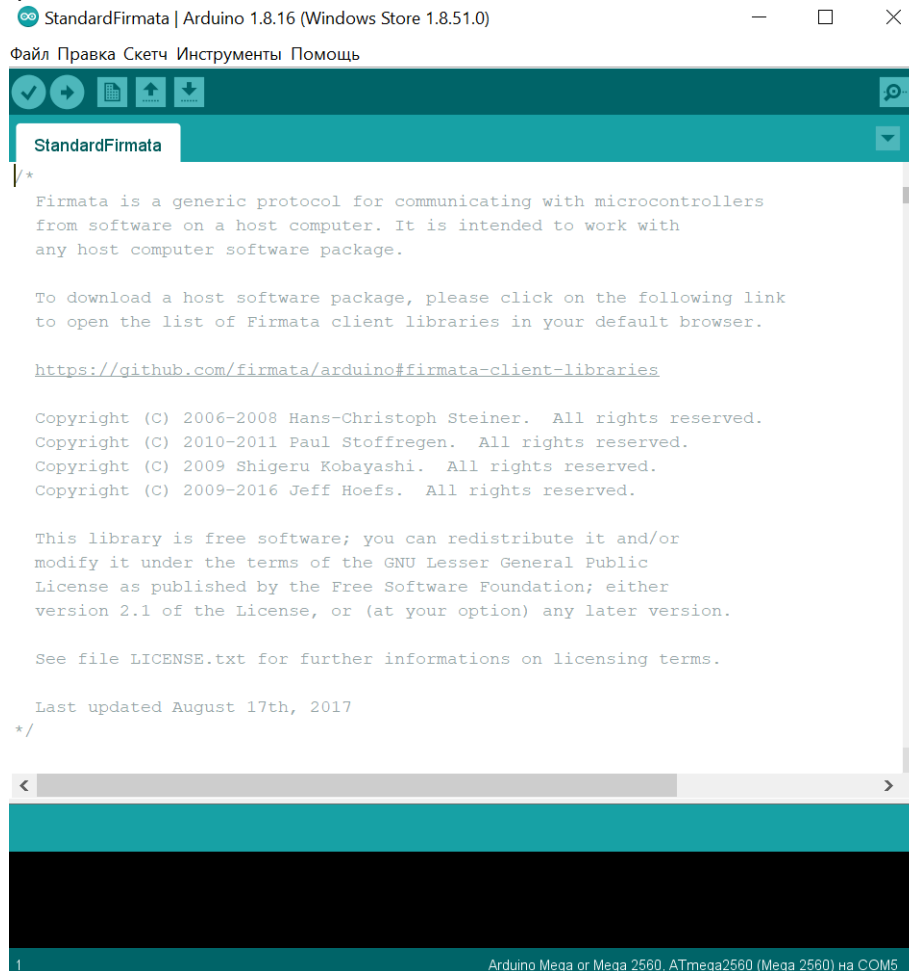 StandardFirmata | Arduino 1.8.16 (Windows Store 1.8.51.0)
Файл Правка Скетч Инструменты Помощь
StandardFirmata
/*
Firmata is a generic protocol for communicating with microcontrollers
from software on a host computer. It is intended to work with
any host computer software package.
To download a host software package, please click on the following link
to open the list of Firmata client libraries in your default browser.
https://github.com/firmata/arduino#firmata-client-libraries
Copyright (C) 2006-2008 Hans-Christoph Steiner.  All rights reserved.
Copyright (C) 2010-2011 Paul Stoffregen.  All rights reserved.
Copyright (C) 2009 Shigeru Kobayashi.  All rights reserved.
Copyright (C) 2009-2016 Jeff Hoefs.  All rights reserved.
This library is free software; you can redistribute it and/or
modify it under the terms of the GNU Lesser General Public
License as published by the Free Software Foundation; either
version 2.1 of the License, or (at your option) any later version.
See file LICENSE.txt for further informations on licensing terms.
Last updated August 17th, 2017
*/
1 Arduino Mega or Mega 2560, ATmega2560 (Mega 2560) на COM5